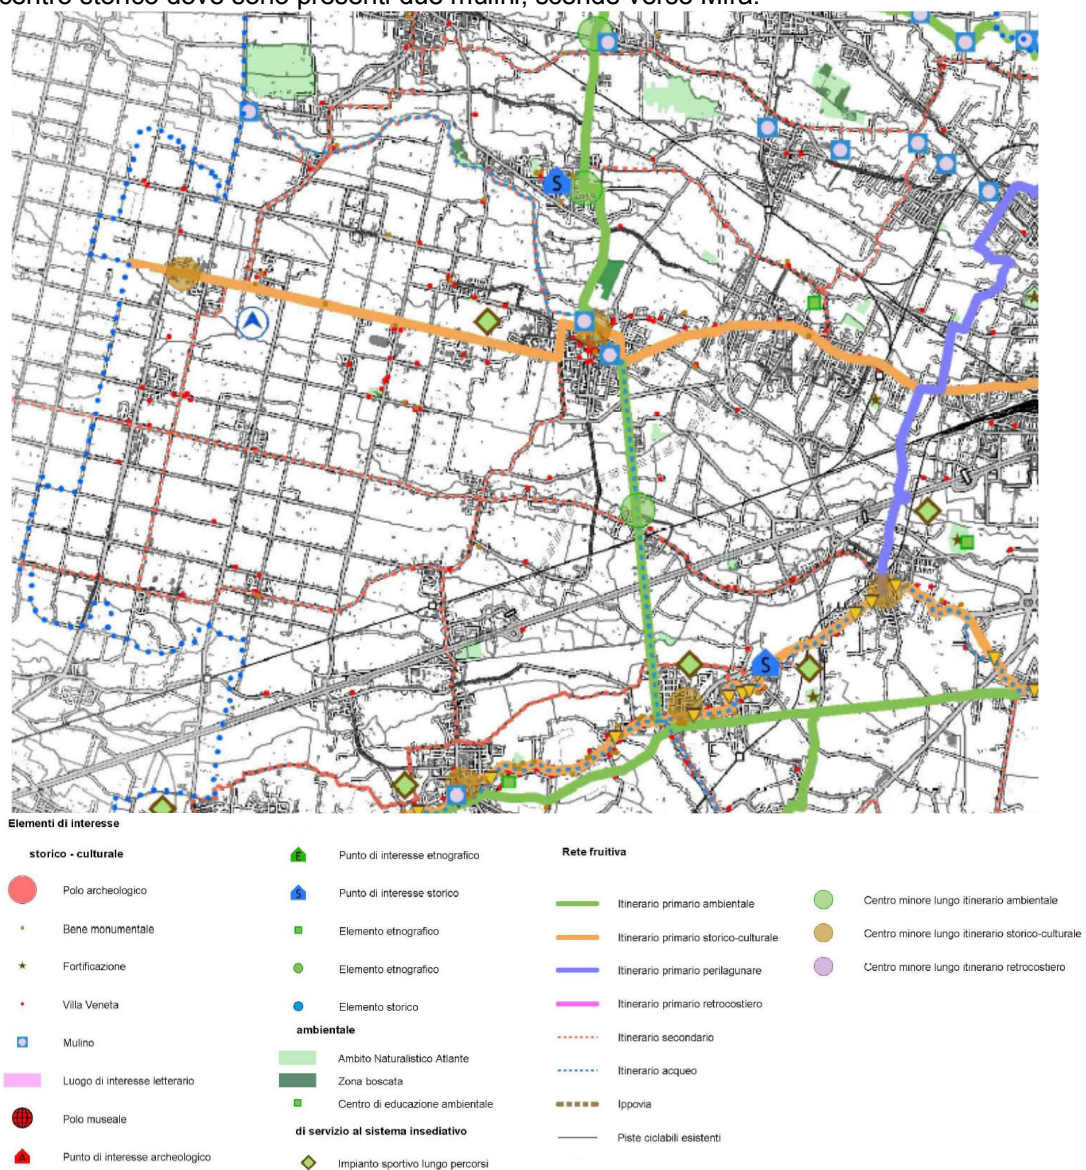 centro storico dove sono presenti due mulini, scende verso Mira.
S
S
Elementi di interesse
storico - culturale
Polo archeologico
Bene monumentale
Fortificazione
Villa Veneta
Mulino
Luogo di interesse letterario
Polo museale
A
Punto di interesse archeologico
E
Punto di interesse etnografico
S
Punto di interesse storico
Elemento etnografico
Elemento etnografico
Elemento storico
ambientale
Ambito Naturalistico Atlante
Zona boscata
Centro di educazione ambientale
di servizio al sistema insediativo
Impianto sportivo lungo percorsi
Rete fruitiva
Itinerario primario ambientale
Itinerario primario storico-culturale
Itinerario primario perilagunare
Itinerario primario retrocostiero
Itinerario secondario
Itinerario acqueo
Ippovia
Piste ciclabili esistenti
Centro minore lungo itinerario ambientale
Centro minore lungo itinerario storico-culturale
Centro minore lungo itinerario retrocostiero